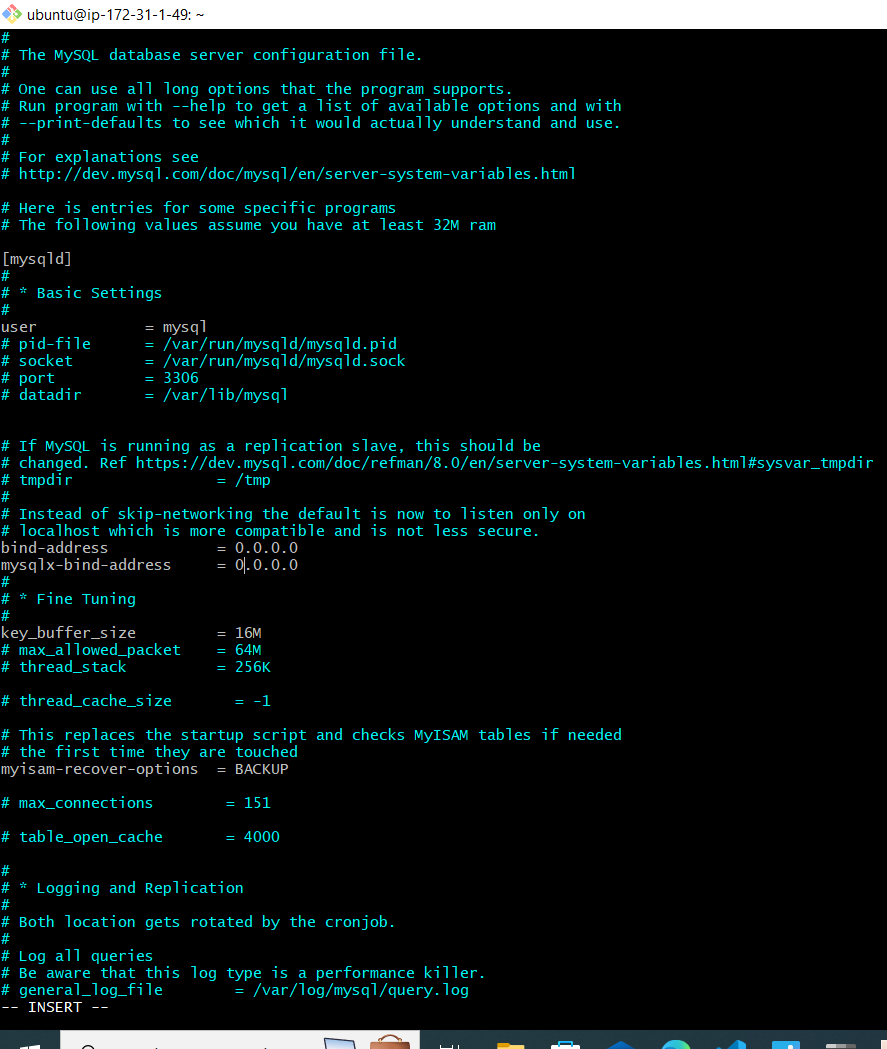 ubuntu@ip-172-31-1-49: ~
#
# The MySQL database server configuration file.
#
# One can use all long options that the program supports.
# Run program with --help to get a list of available options and with
# --print-defaults to see which it would actually understand and use.
#
# For explanations see
# http://dev.mysql.com/doc/mysql/en/server-system-variables.html

# Here is entries for some specific programs
# The following values assume you have at least 32M ram

[mysqld]
#
# * Basic Settings
#
user            = mysql
# pid-file      = /var/run/mysqld/mysqld.pid
# socket        = /var/run/mysqld/mysqld.sock
# port          = 3306
# datadir       = /var/lib/mysql


# If MySQL is running as a replication slave, this should be
# changed. Ref https://dev.mysql.com/doc/refman/8.0/en/server-system-variables.html#sysvar_tmpdir
# tmpdir                = /tmp
#
# Instead of skip-networking the default is now to listen only on
# localhost which is more compatible and is not less secure.
bind-address            = 0.0.0.0
mysqlx-bind-address     = 0.0.0.0
#
# * Fine Tuning
#
key_buffer_size         = 16M
# max_allowed_packet    = 64M
# thread_stack          = 256K

# thread_cache_size       = -1

# This replaces the startup script and checks MyISAM tables if needed
# the first time they are touched
myisam-recover-options  = BACKUP

# max_connections        = 151

# table_open_cache       = 4000

#
# * Logging and Replication
#
# Both location gets rotated by the cronjob.
#
# Log all queries
# Be aware that this log type is a performance killer.
# general_log_file        = /var/log/mysql/query.log
-- INSERT --